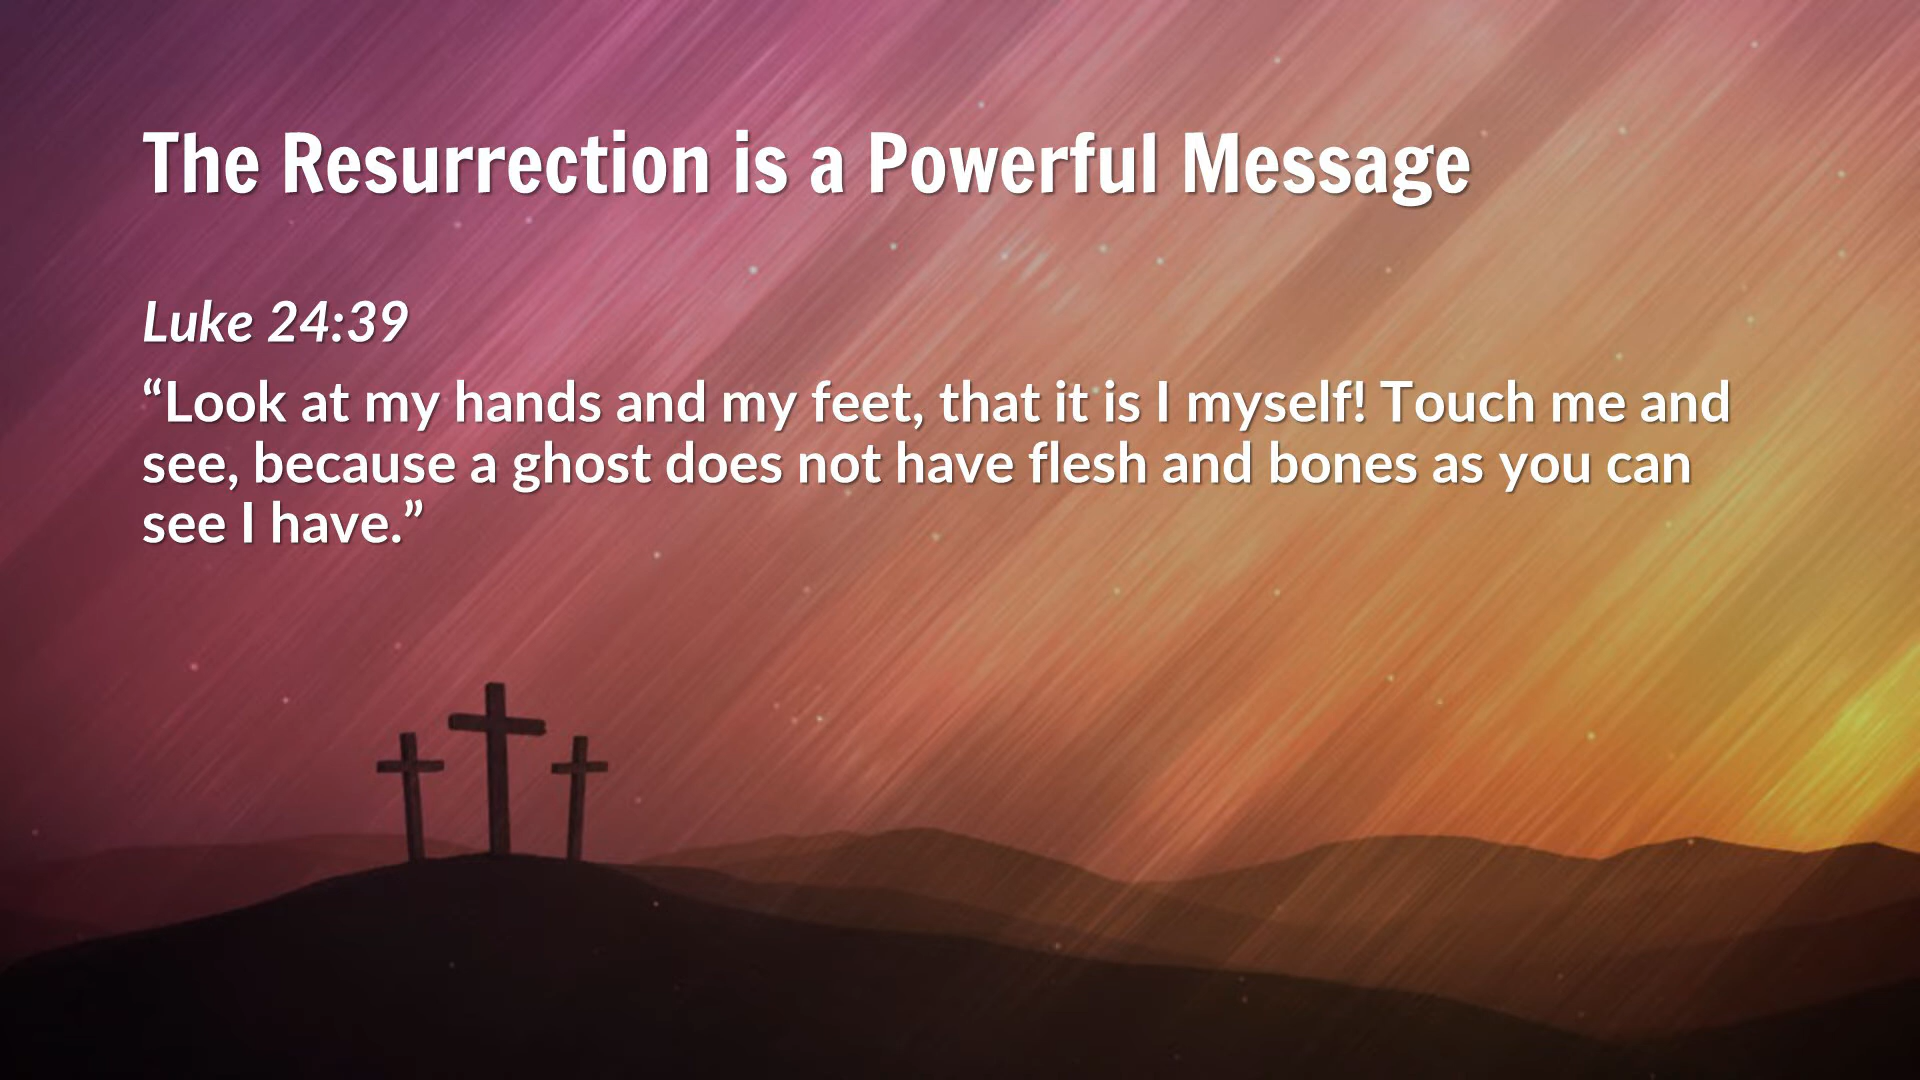 The Resurrection is a Powerful Message
Luke 24:39
“Look at my hands and my feet, that it is I myself! Touch me and
see, because a ghost does not have flesh and bones as you can
see I have.”